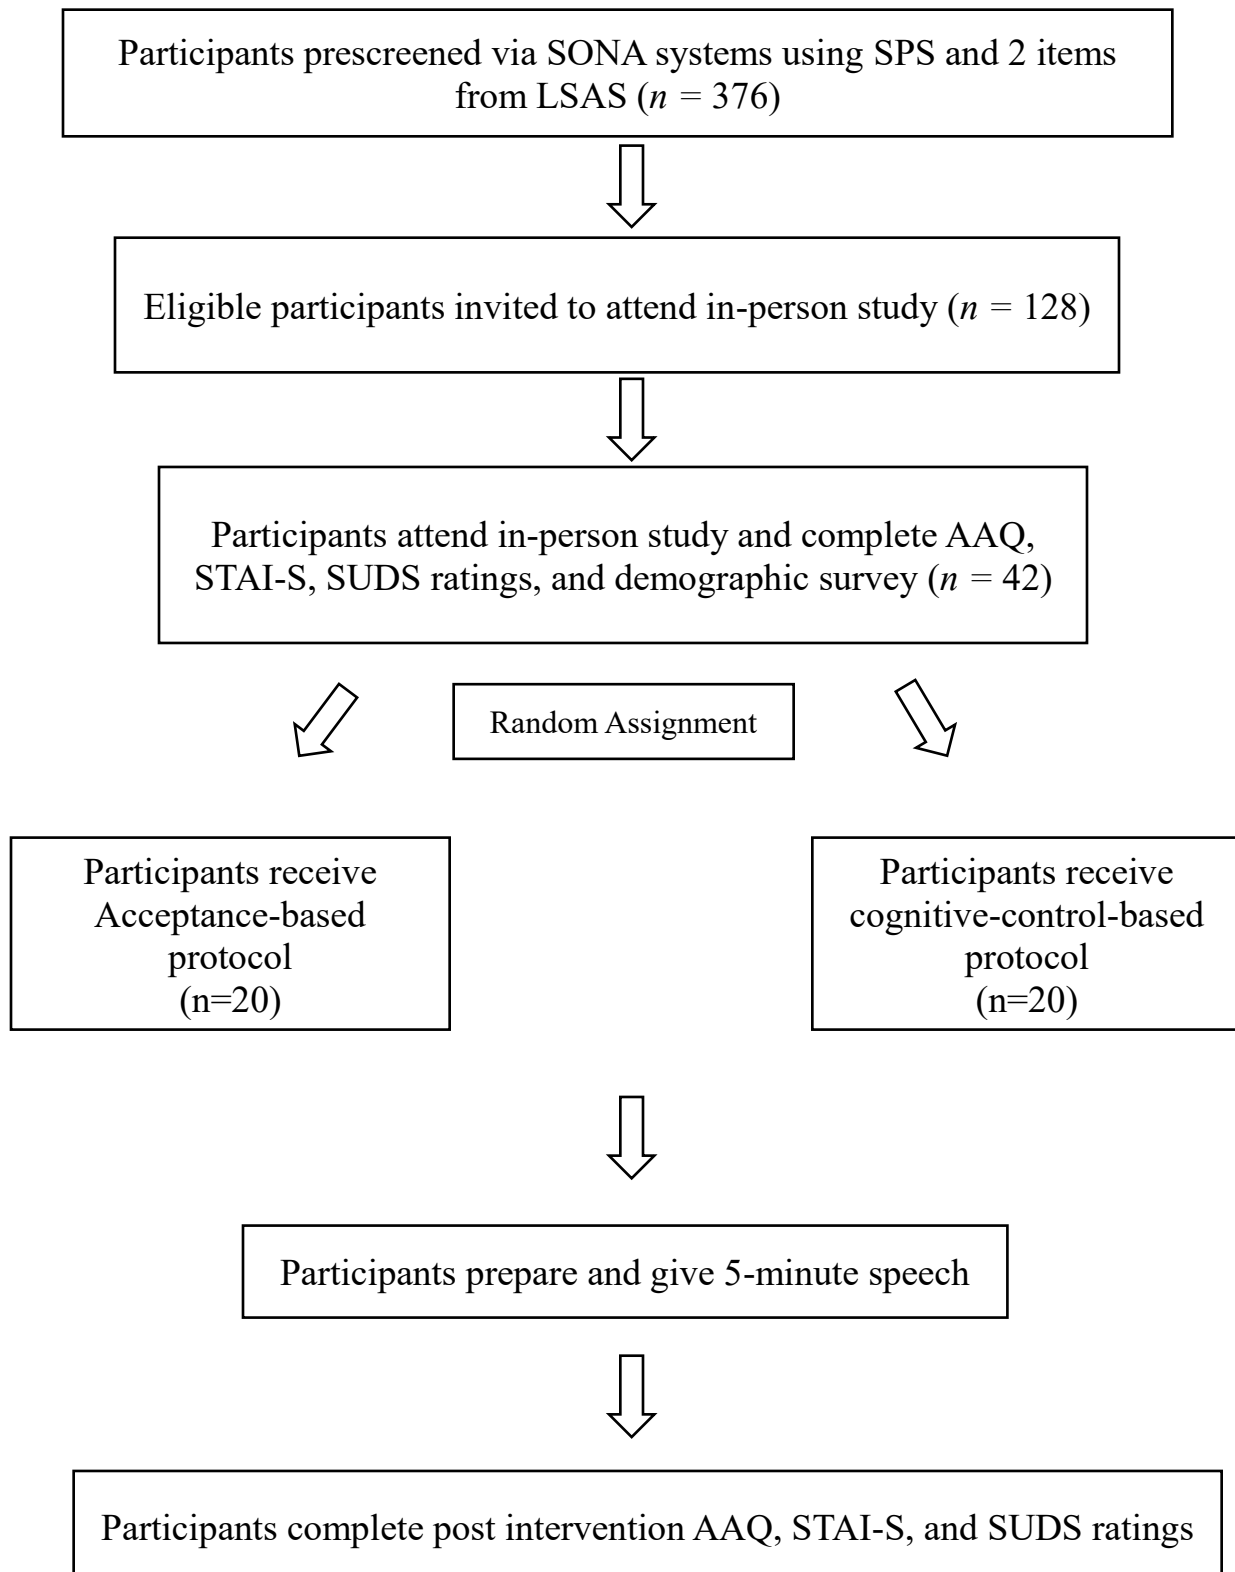 Participants prescreened via SONA systems using SPS and 2 items
from LSAS (n = 376)
Eligible participants invited to attend in-person study (n = 128)
Participants attend in-person study and complete AAQ,
STAI-S, SUDS ratings, and demographic survey (n = 42)
Random Assignment
Participants receive
Acceptance-based
protocol
(n=20)
Participants receive
cognitive-control-based
protocol
(n=20)
Participants prepare and give 5-minute speech
Participants complete post intervention AAQ, STAI-S, and SUDS ratings